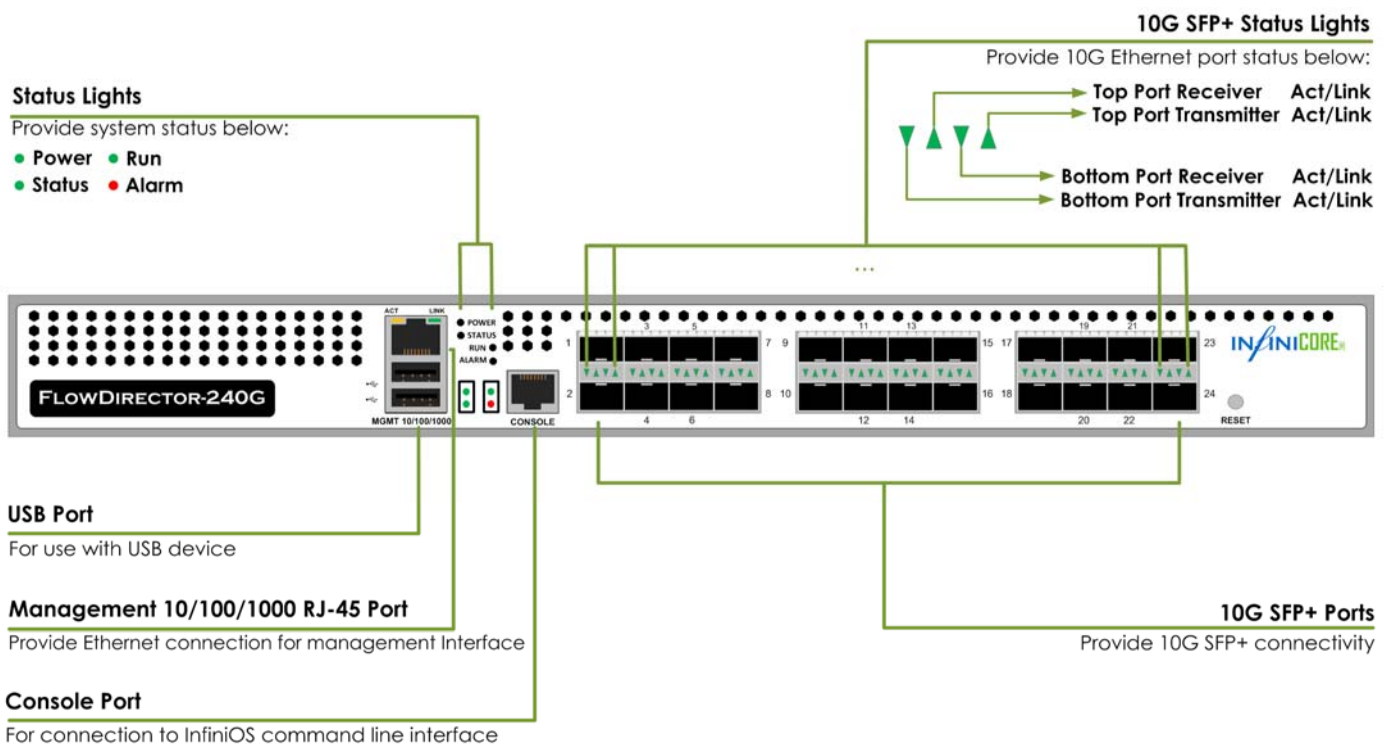 10G SFP+ Status Lights
Provide 10G Ethernet port status below:
Top Port Receiver Act/Link
Top Port Transmitter Act/Link
Bottom Port Receiver Act/Link
Bottom Port Transmitter Act/Link
Status Lights
Provide system status below:
Power Run
Status Alarm
...
ACT LINK
POWER
STATUS
RUN
ALARM
3 5 11 13 19 21
1 7 9 15 17 23
INFINICORE
FLOWDIRECTOR-240G
2 8 10 16 18 24
MGMT 10/100/1000 CONSOLE 4 6 12 14 20 22 RESET
USB Port
For use with USB device
Management 10/100/1000 RJ-45 Port
Provide Ethernet connection for management Interface
Console Port
For connection to InfiniOS command line interface
10G SFP+ Ports
Provide 10G SFP+ connectivity